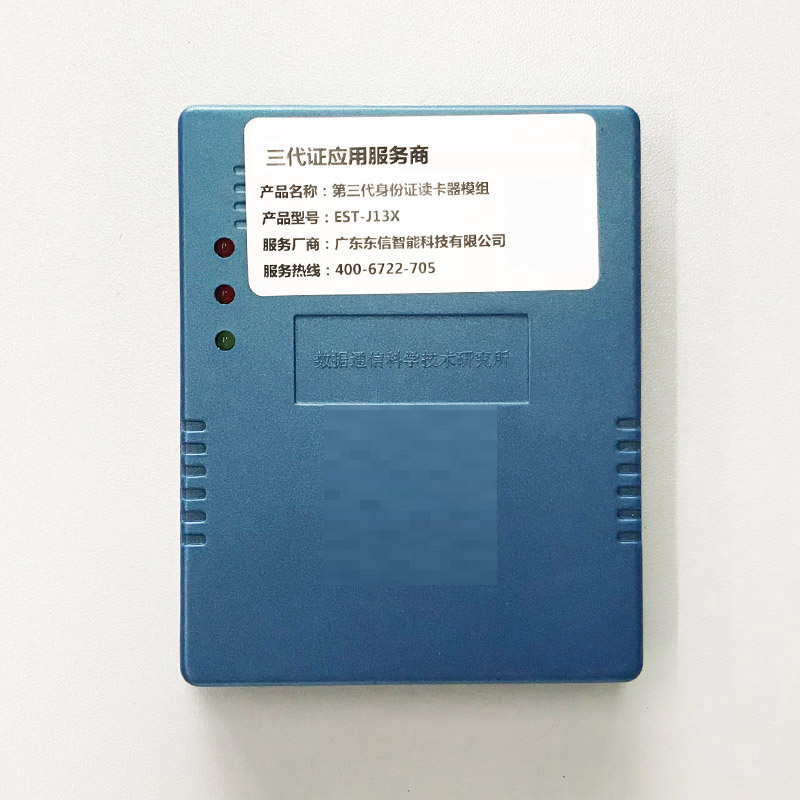 三代证应用服务商
产品名称：第三代身份证读卡器模组
产品型号：EST-J13X
服务厂商：广东东信智能科技有限公司
服务热线：400-6722-705
数据通信科学技术研究所